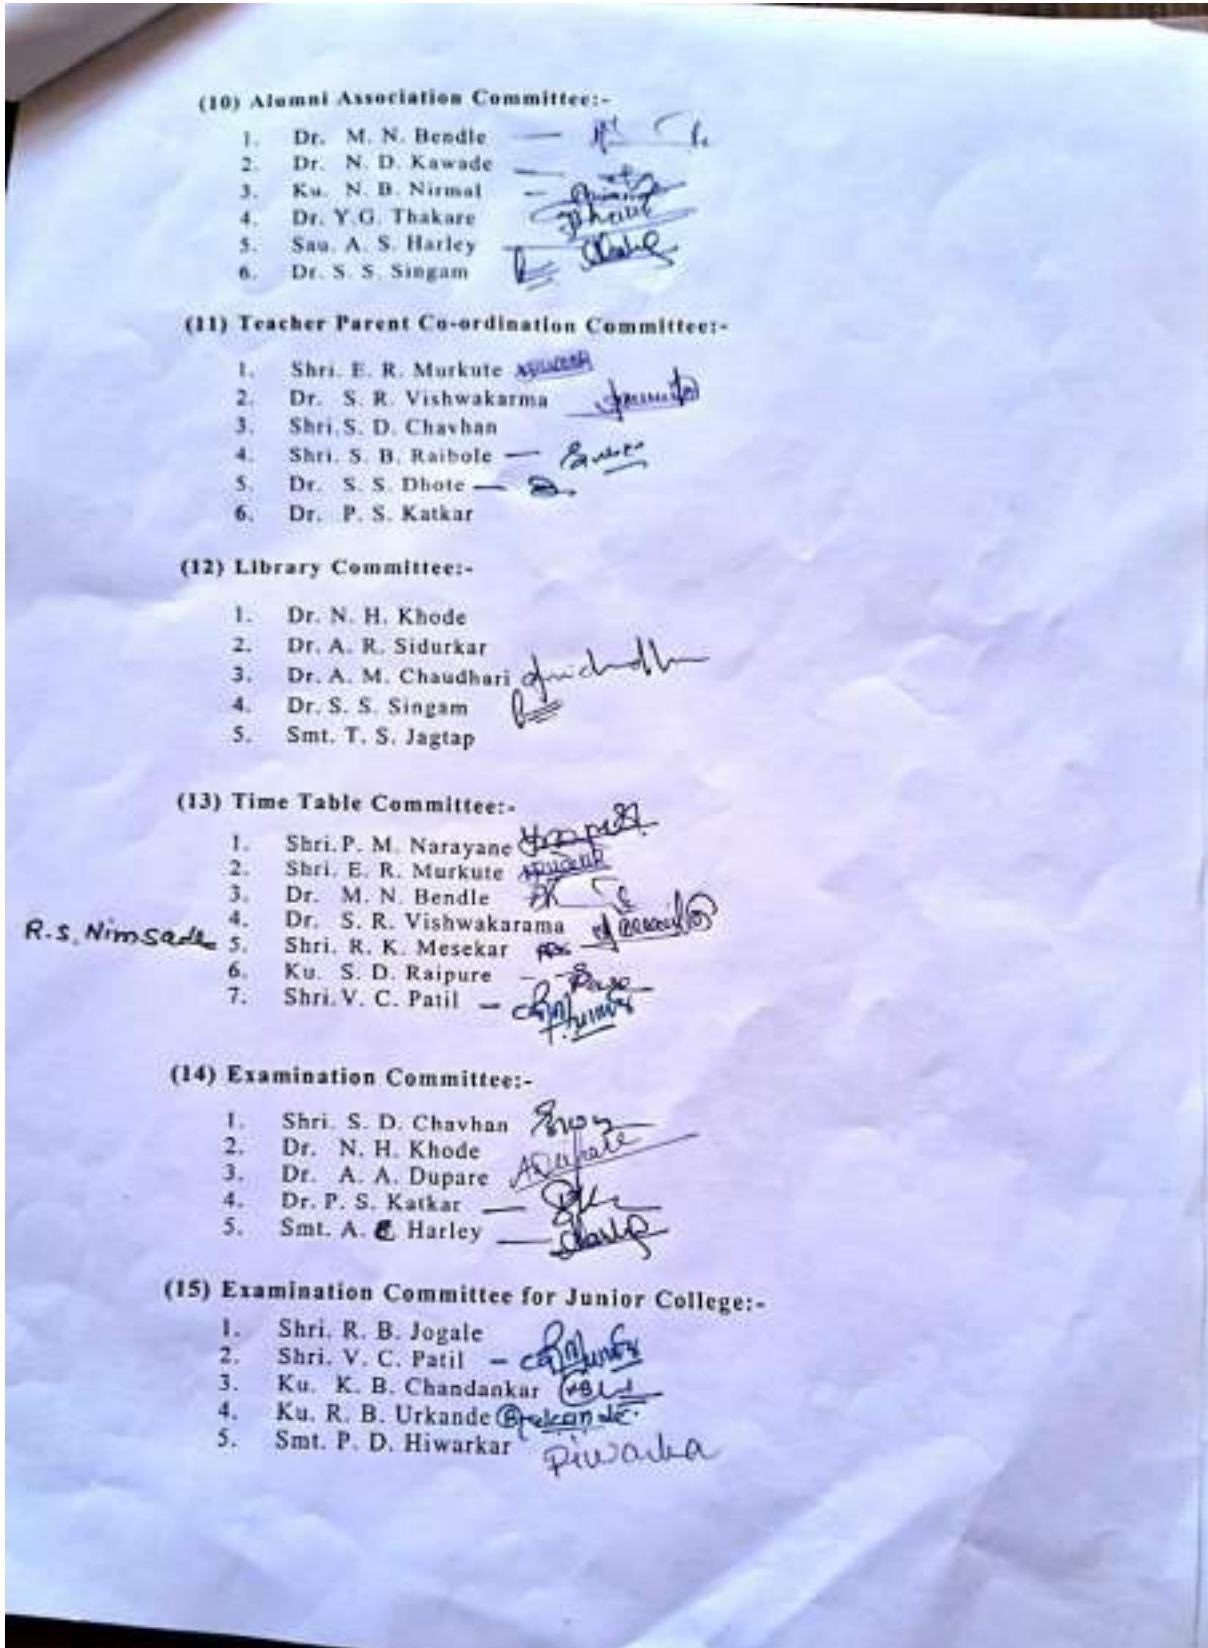 (10) Alumni Association Committee:-
1. Dr. M. N. Bendle —
2. Dr. N. D. Kawade —
3. Ku. N. B. Nirmal –
4. Dr. Y.G. Thakare
5. Sau. A. S. Harley
6. Dr. S. S. Singam
(11) Teacher Parent Co-ordination Committee:-
1. Shri. E. R. Murkute
2. Dr. S. R. Vishwakarma
3. Shri. S. D. Chavhan
4. Shri. S. B. Raibole —
5. Dr. S. S. Dhote —
6. Dr. P. S. Katkar
(12) Library Committee:-
1. Dr. N. H. Khode
2. Dr. A. R. Sidurkar
3. Dr. A. M. Chaudhari
4. Dr. S. S. Singam
5. Smt. T. S. Jagtap
(13) Time Table Committee:-
1. Shri. P. M. Narayane
2. Shri. E. R. Murkute
3. Dr. M. N. Bendle
4. Dr. S. R. Vishwakarama
R.S. Nimsade 5. Shri. R. K. Mesekar
6. Ku. S. D. Raipure –
7. Shri. V. C. Patil –
(14) Examination Committee:-
1. Shri. S. D. Chavhan
2. Dr. N. H. Khode
3. Dr. A. A. Dupare
4. Dr. P. S. Katkar —
5. Smt. A. Harley —
(15) Examination Committee for Junior College:-
1. Shri. R. B. Jogale
2. Shri. V. C. Patil –
3. Ku. K. B. Chandankar
4. Ku. R. B. Urkande
5. Smt. P. D. Hiwarkar